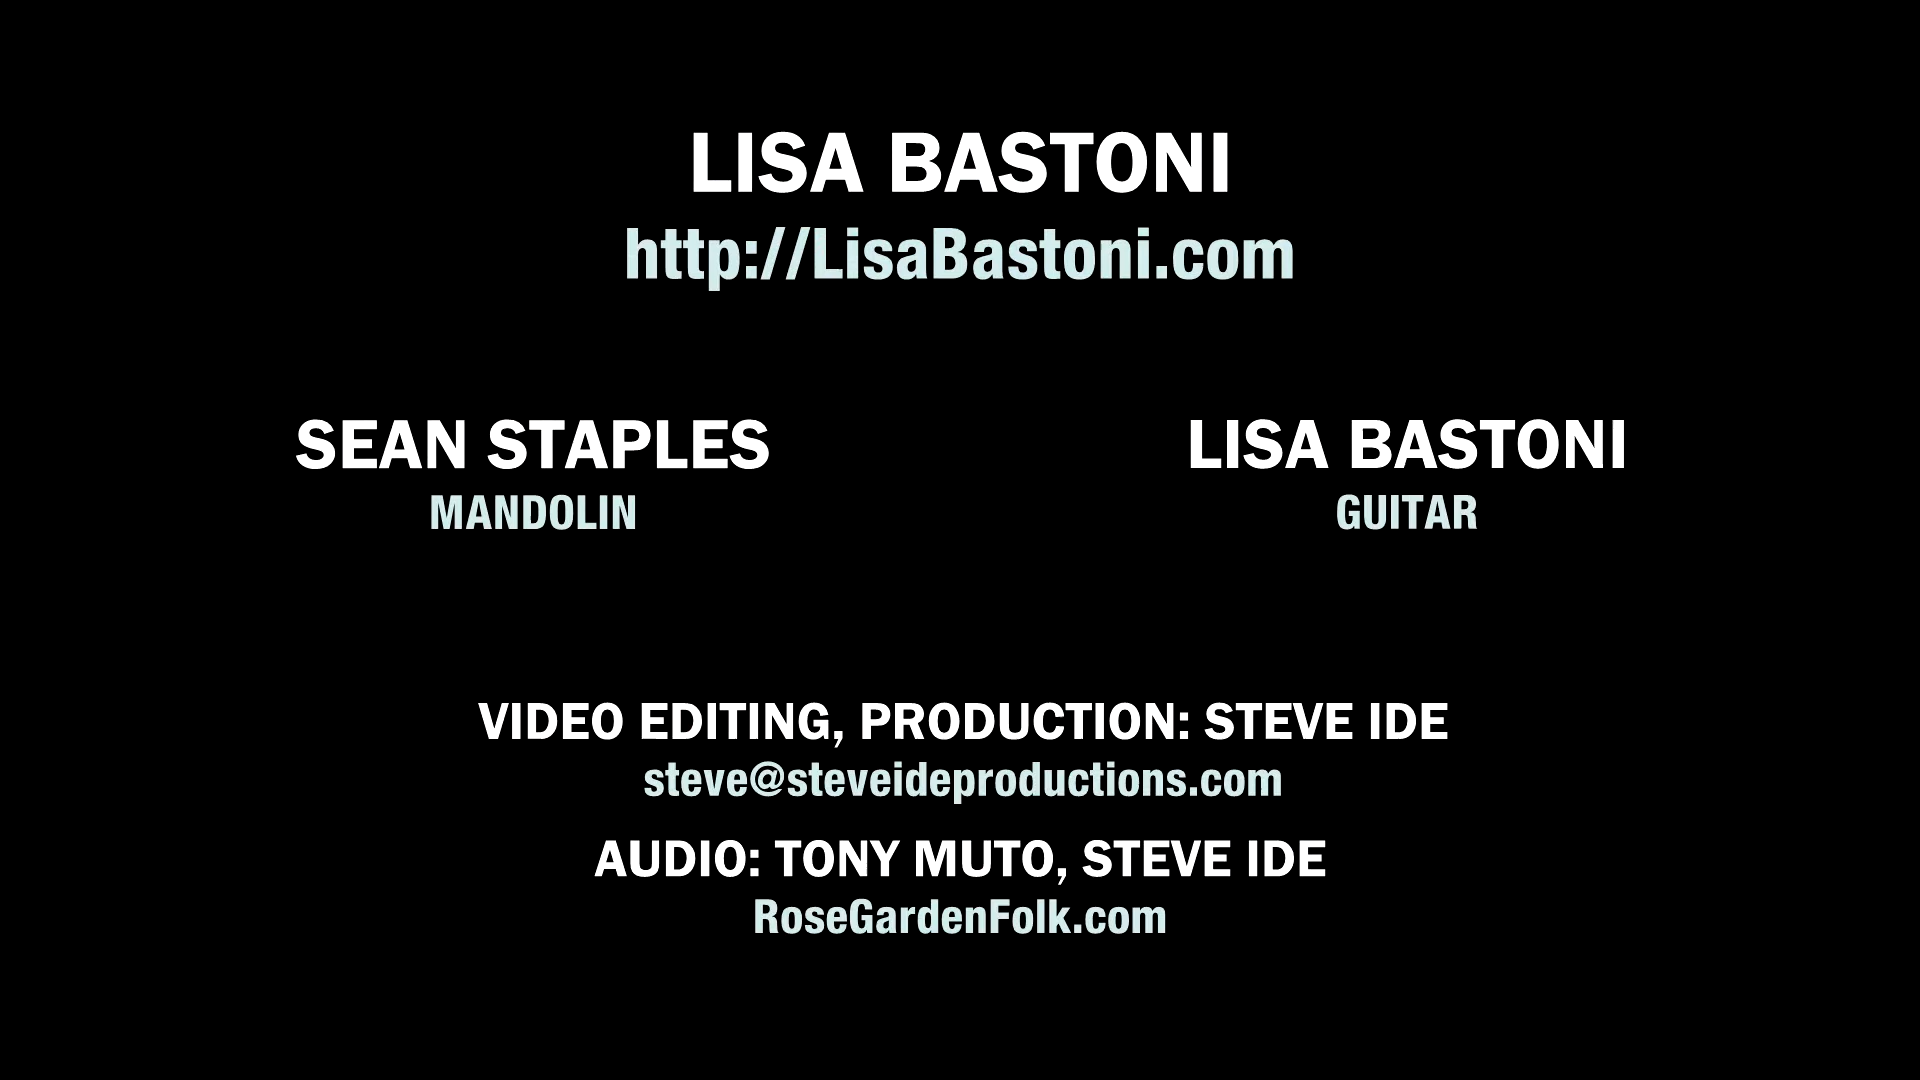 LISA BASTONI
http://LisaBastoni.com
SEAN STAPLES
MANDOLIN
LISA BASTONI
GUITAR
VIDEO EDITING, PRODUCTION: STEVE IDE
steve@steveideproductions.com
AUDIO: TONY MUTO, STEVE IDE
RoseGardenFolk.com